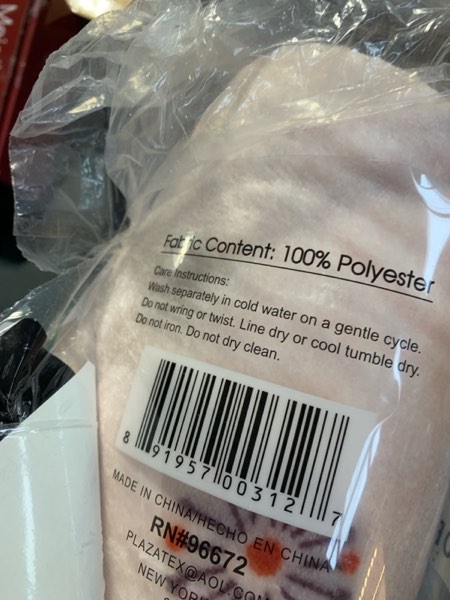 Fabric Content: 100% Polyester
Care Instructions:
Wash separately in cold water on a gentle cycle.
Do not wring or twist. Line dry or cool tumble dry.
Do not iron. Do not dry clean.
8 91957 00312 7
MADE IN CHINA/HECHO EN CHINA
RN#96672
PLAZATEX@AOL.COM
NEW YORK